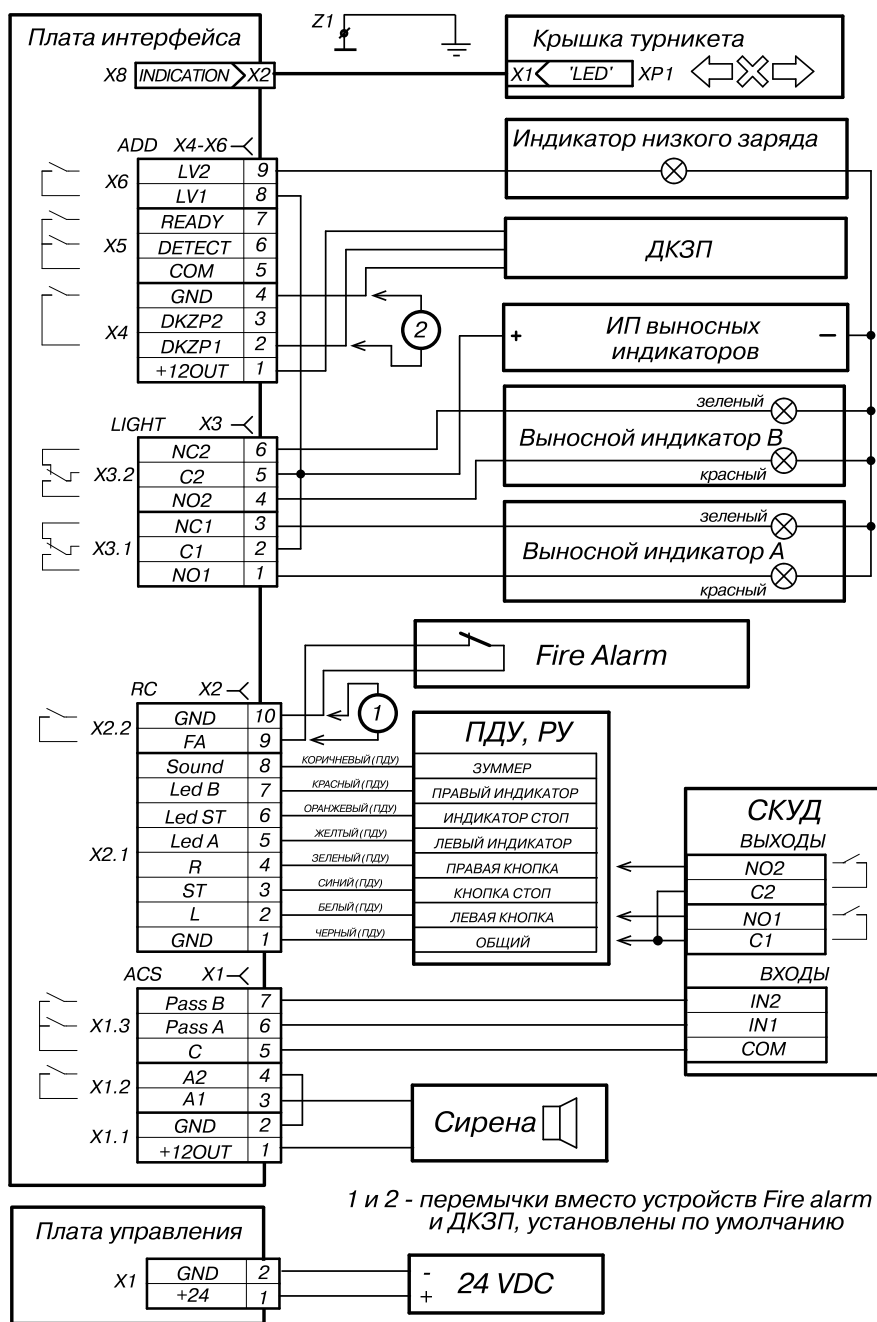 Плата интерфейса
Z1
Крышка турникета
X8 INDICATION X2
X1 'LED' XP1
ADD X4-X6
Индикатор низкого заряда
X6
LV2 9
LV1 8
X5
READY 7
DETECT 6
COM 5
ДКЗП
X4
GND 4
DKZP2 3
DKZP1 2
+12OUT 1
2
+ ИП выносных –
индикаторов
LIGHT X3
зеленый
Выносной индикатор B
красный
X3.2
NC2 6
C2 5
NO2 4
X3.1
NC1 3
C1 2
NO1 1
зеленый
Выносной индикатор A
красный
Fire Alarm
RC X2
X2.2
GND 10
FA 9
1
ПДУ, РУ
X2.1
Sound 8 КОРИЧНЕВЫЙ (ПДУ) ЗУММЕР
Led B 7 КРАСНЫЙ (ПДУ) ПРАВЫЙ ИНДИКАТОР
Led ST 6 ОРАНЖЕВЫЙ (ПДУ) ИНДИКАТОР СТОП
Led A 5 ЖЕЛТЫЙ (ПДУ) ЛЕВЫЙ ИНДИКАТОР
R 4 ЗЕЛЕНЫЙ (ПДУ) ПРАВАЯ КНОПКА
ST 3 СИНИЙ (ПДУ) КНОПКА СТОП
L 2 БЕЛЫЙ (ПДУ) ЛЕВАЯ КНОПКА
GND 1 ЧЕРНЫЙ (ПДУ) ОБЩИЙ
СКУД
ВЫХОДЫ
NO2
C2
NO1
C1
ВХОДЫ
IN2
IN1
COM
ACS X1
X1.3
Pass B 7
Pass A 6
C 5
X1.2
A2 4
A1 3
X1.1
GND 2
+12OUT 1
Сирена
1 и 2 - перемычки вместо устройств Fire alarm
и ДКЗП, установлены по умолчанию
Плата управления
X1
GND 2
+24 1
- 24 VDC
+